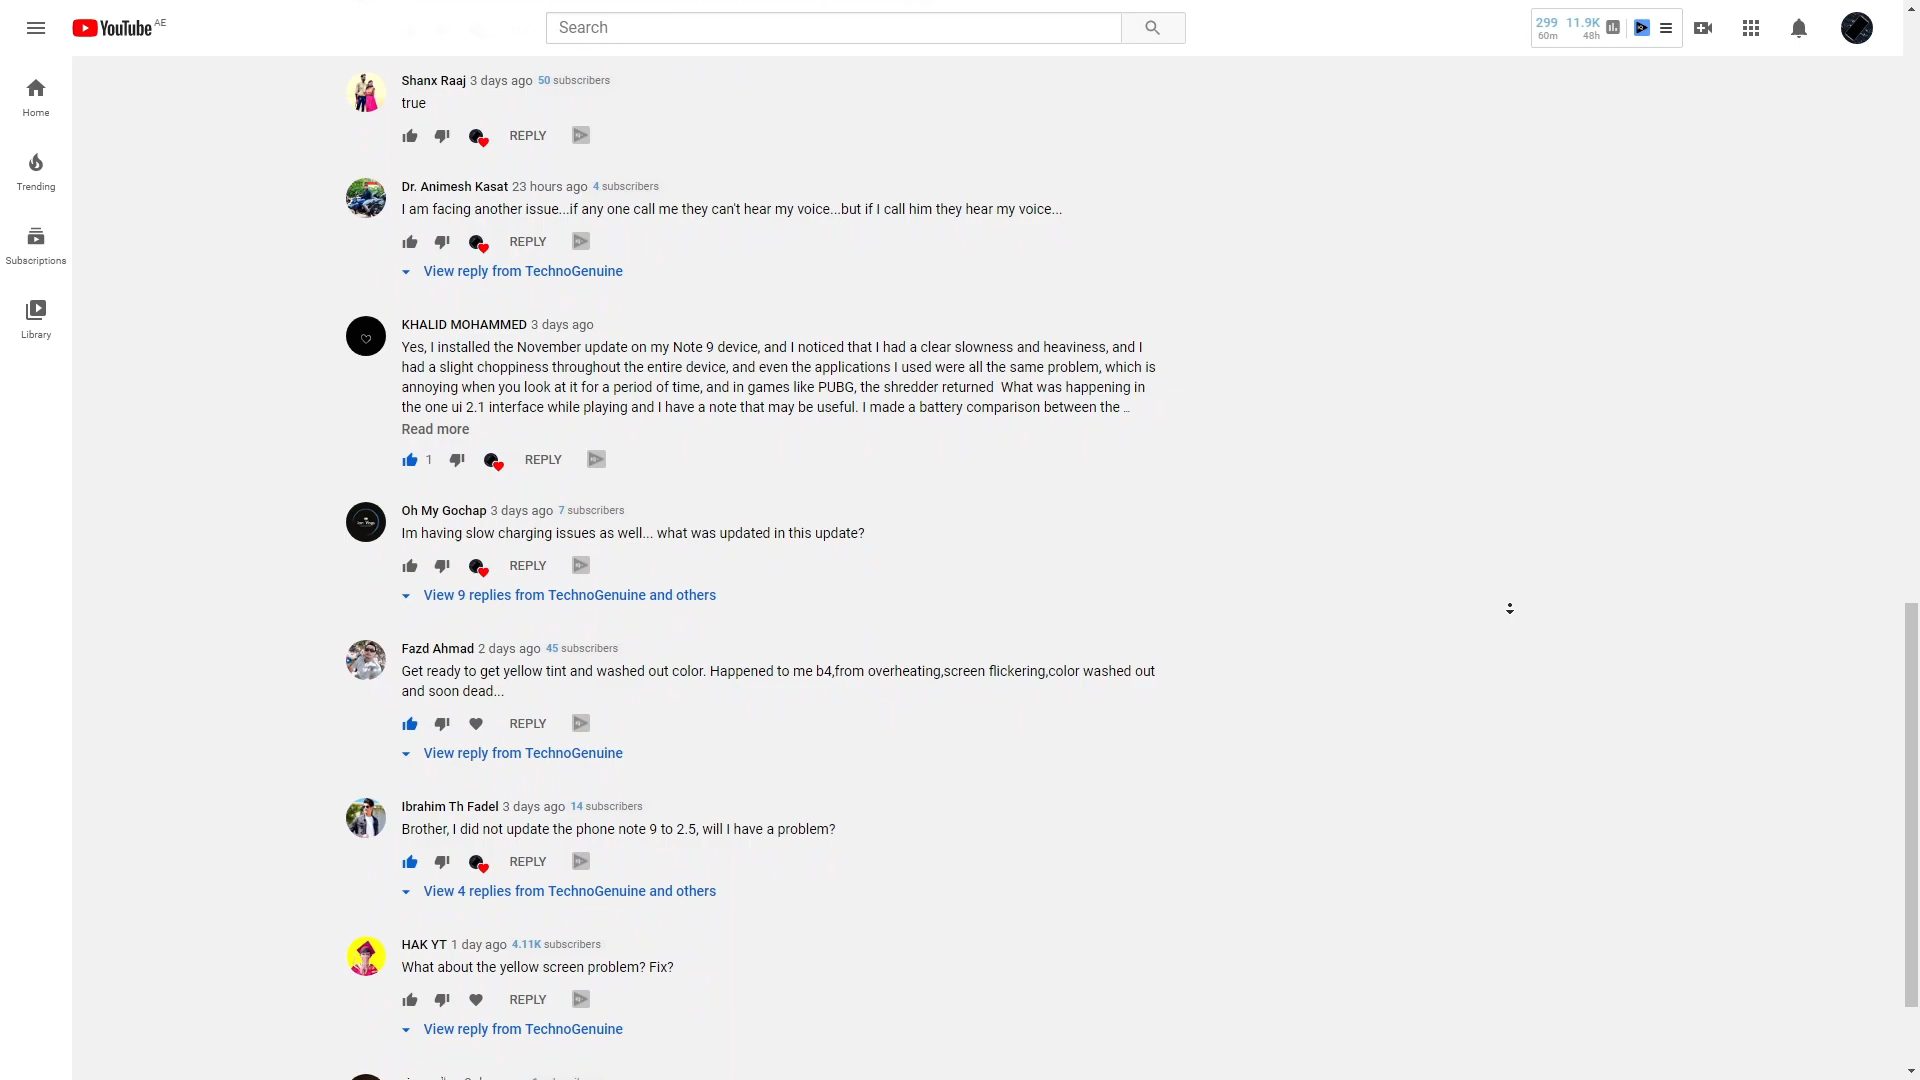 YouTube AE
Search
299 11.9K
60m 48h
Home
Trending
Subscriptions
Library
Shanx Raaj 3 days ago 50 subscribers
true
REPLY
Dr. Animesh Kasat 23 hours ago 4 subscribers
I am facing another issue...if any one call me they can't hear my voice...but if I call him they hear my voice...
REPLY
View reply from TechnoGenuine
KHALID MOHAMMED 3 days ago
Yes, I installed the November update on my Note 9 device, and I noticed that I had a clear slowness and heaviness, and I
had a slight choppiness throughout the entire device, and even the applications I used were all the same problem, which is
annoying when you look at it for a period of time, and in games like PUBG, the shredder returned  What was happening in
the one ui 2.1 interface while playing and I have a note that may be useful. I made a battery comparison between the …
Read more
1 REPLY
Oh My Gochap 3 days ago 7 subscribers
Im having slow charging issues as well... what was updated in this update?
REPLY
View 9 replies from TechnoGenuine and others
Fazd Ahmad 2 days ago 45 subscribers
Get ready to get yellow tint and washed out color. Happened to me b4,from overheating,screen flickering,color washed out
and soon dead...
REPLY
View reply from TechnoGenuine
Ibrahim Th Fadel 3 days ago 14 subscribers
Brother, I did not update the phone note 9 to 2.5, will I have a problem?
REPLY
View 4 replies from TechnoGenuine and others
HAK YT 1 day ago 4.11K subscribers
What about the yellow screen problem? Fix?
REPLY
View reply from TechnoGenuine